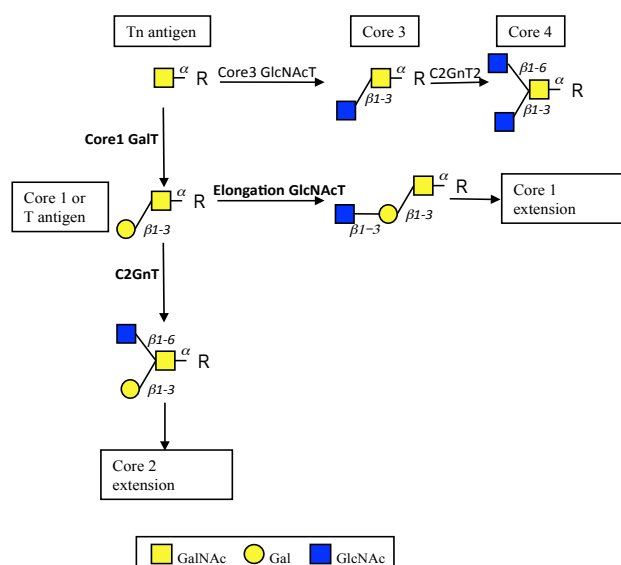 Tn antigen
Core 3
Core 4
α R
Core3 GlcNAcT
α R
β1-3
C2GnT2
β1-6
α R
β1-3
Core1 GalT
Core 1 or
T antigen
α R
β1-3
Elongation GlcNAcT
α R
β1-3
β1-3
Core 1
extension
C2GnT
β1-6
α R
β1-3
Core 2
extension
GalNAc Gal GlcNAc